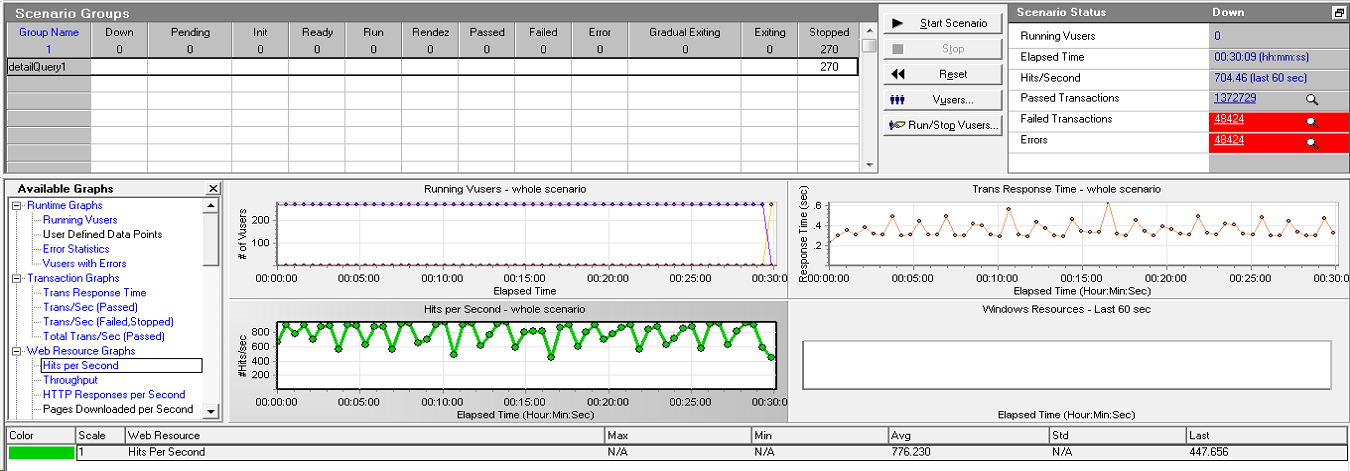 Scenario Groups
Group Name Down Pending Init Ready Run Rendez Passed Failed Error Gradual Exiting Exiting Stopped
1 0 0 0 0 0 0 0 0 0 0 0 270
detailQuery1 270
Start Scenario
Stop
Reset
Vusers...
Run/Stop Vusers...
Scenario Status Down
Running Vusers 0
Elapsed Time 00:30:09 (hh:mm:ss)
Hits/Second 704.46 (last 60 sec)
Passed Transactions 1372729
Failed Transactions 48424
Errors 48424
Available Graphs
Runtime Graphs
Running Vusers
User Defined Data Points
Error Statistics
Vusers with Errors
Transaction Graphs
Trans Response Time
Trans/Sec (Passed)
Trans/Sec (Failed,Stopped)
Total Trans/Sec (Passed)
Web Resource Graphs
Hits per Second
Throughput
HTTP Responses per Second
Pages Downloaded per Second
Running Vusers - whole scenario
# of Vusers
200
100
00:00:00 00:05:00 00:10:00 00:15:00 00:20:00 00:25:00 00:30:0
Elapsed Time
Trans Response Time - whole scenario
Response Time (sec)
.6
.4
.2
00:00:00 00:05:00 00:10:00 00:15:00 00:20:00 00:25:00 00:30:0
Elapsed Time (Hour:Min:Sec)
Hits per Second - whole scenario
#Hits/sec
800
600
400
200
00:00:00 00:05:00 00:10:00 00:15:00 00:20:00 00:25:00 00:30:0
Elapsed Time (Hour:Min:Sec)
Windows Resources - Last 60 sec
Elapsed Time (Hour:Min:Sec)
Color Scale Web Resource Max Min Avg Std Last
1 Hits Per Second N/A N/A 776.230 N/A 447.656